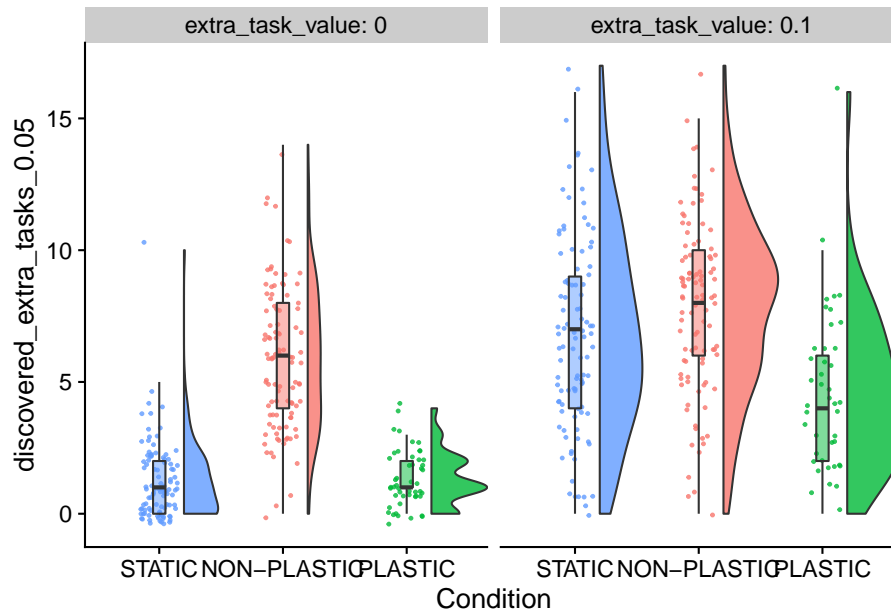 extra_task_value: 0
extra_task_value: 0.1
discovered_extra_tasks_0.05
15
10
5
0
STATIC NON−PLASTIC PLASTIC
STATIC NON−PLASTIC PLASTIC
Condition